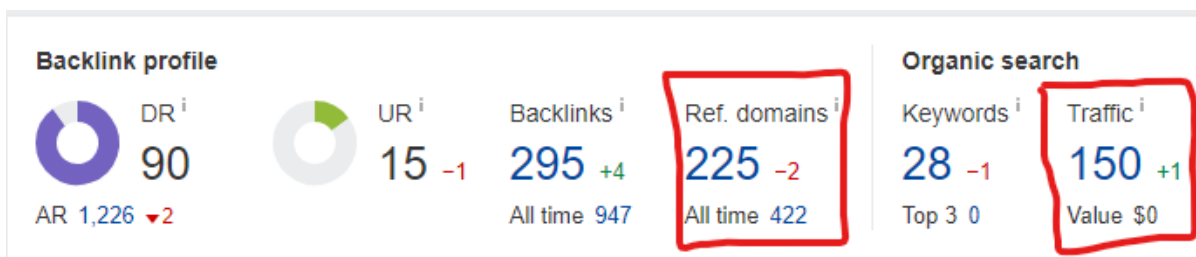 Backlink profile
Organic search
DR i
UR i
Backlinks i
Ref. domains i
Keywords i
Traffic i
90
15 −1
295 +4
225 −2
28 −1
150 +1
AR 1,226 ▼2
All time 947
All time 422
Top 3 0
Value $0